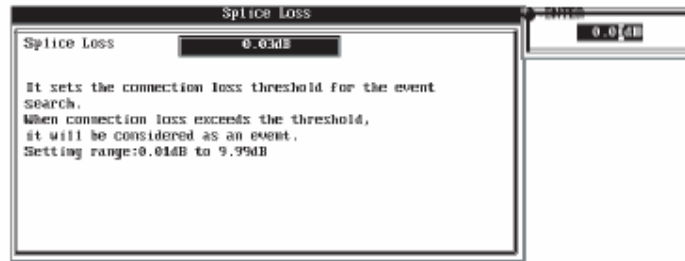 Splice Loss
Splice Loss 0.03dB
It sets the connection loss threshold for the event
search.
When connection loss exceeds the threshold,
it will be considered as an event.
Setting range:0.01dB to 9.99dB